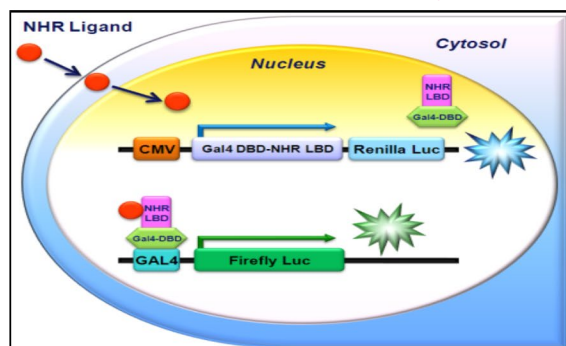 NHR Ligand
Cytosol
Nucleus
NHR
LBD
Gal4-DBD
CMV
Gal4 DBD-NHR LBD
Renilla Luc
NHR
LBD
Gal4-DBD
GAL4
Firefly Luc